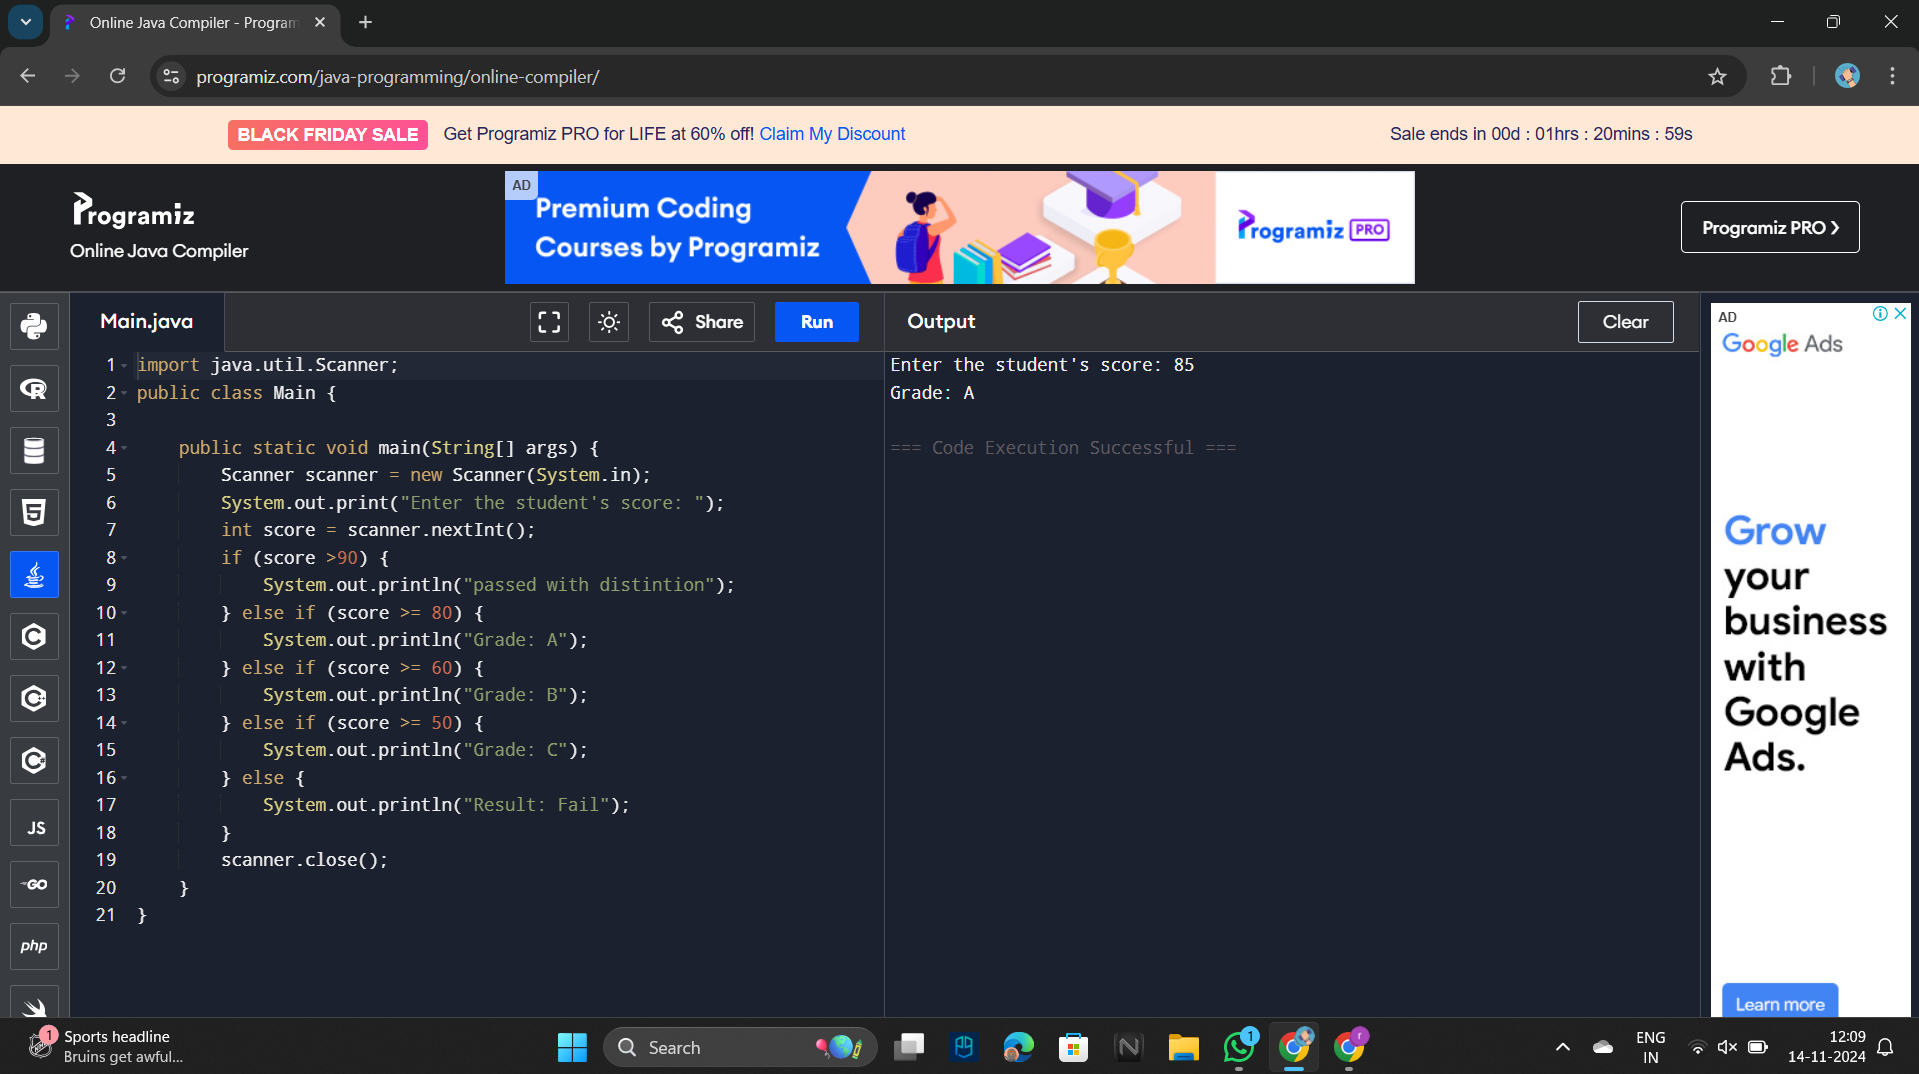 Online Java Compiler - Program
programiz.com/java-programming/online-compiler/
BLACK FRIDAY SALE Get Programiz PRO for LIFE at 60% off! Claim My Discount Sale ends in 00d : 01hrs : 20mins : 59s
Programiz
Online Java Compiler
AD
Premium Coding
Courses by Programiz
Programiz PRO
Programiz PRO ❯
Main.java
Share
Run
Output
Clear
1 import java.util.Scanner;
2 public class Main {
3
4 public static void main(String[] args) {
5 Scanner scanner = new Scanner(System.in);
6 System.out.print("Enter the student's score: ");
7 int score = scanner.nextInt();
8 if (score >90) {
9 System.out.println("passed with distintion");
10 } else if (score >= 80) {
11 System.out.println("Grade: A");
12 } else if (score >= 60) {
13 System.out.println("Grade: B");
14 } else if (score >= 50) {
15 System.out.println("Grade: C");
16 } else {
17 System.out.println("Result: Fail");
18 }
19 scanner.close();
20 }
21 }
Enter the student's score: 85
Grade: A
=== Code Execution Successful ===
AD
Google Ads
Grow
your
business
with
Google
Ads.
Learn more
R
C
C
C
JS
GO
php
1
Sports headline
Bruins get awful...
Search
N
1
r
ENG
IN
12:09
14-11-2024